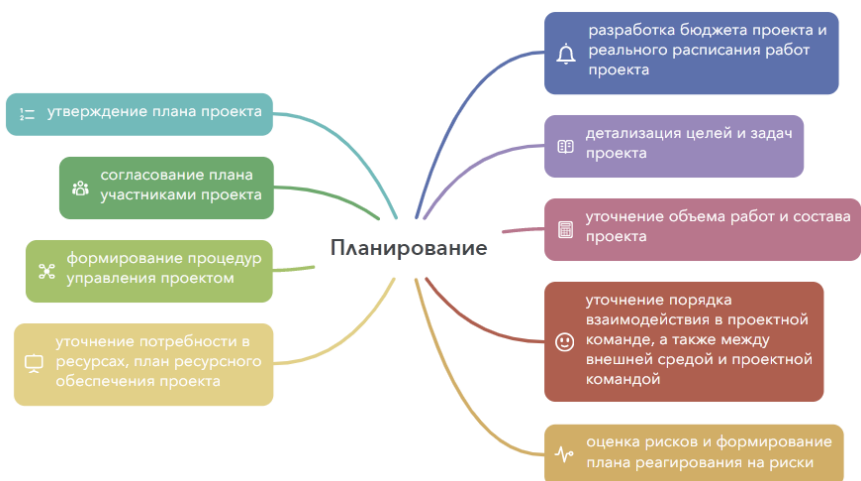 утверждение плана проекта
согласование плана
участниками проекта
формирование процедур
управления проектом
уточнение потребности в
ресурсах, план ресурсного
обеспечения проекта
Планирование
разработка бюджета проекта и
реального расписания работ
проекта
детализация целей и задач
проекта
уточнение объема работ и состава
проекта
уточнение порядка
взаимодействия в проектной
команде, а также между
внешней средой и проектной
командой
оценка рисков и формирование
плана реагирования на риски